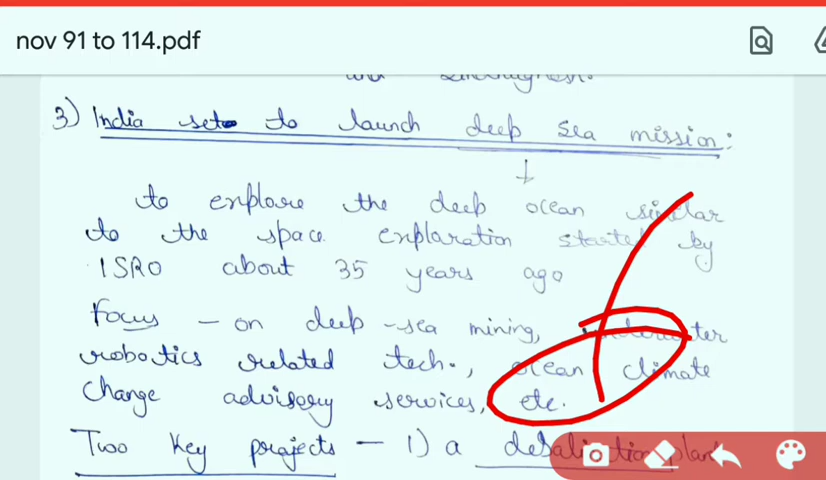 nov 91 to 114.pdf
3) India set to launch deep sea mission:
to explore the deep ocean similar
to the space exploration started by
ISRO about 35 years ago
Focus - on deep-sea mining, underwater
robotics related tech., ocean climate
change advisory services, etc.
Two key projects - 1) a desalination plant